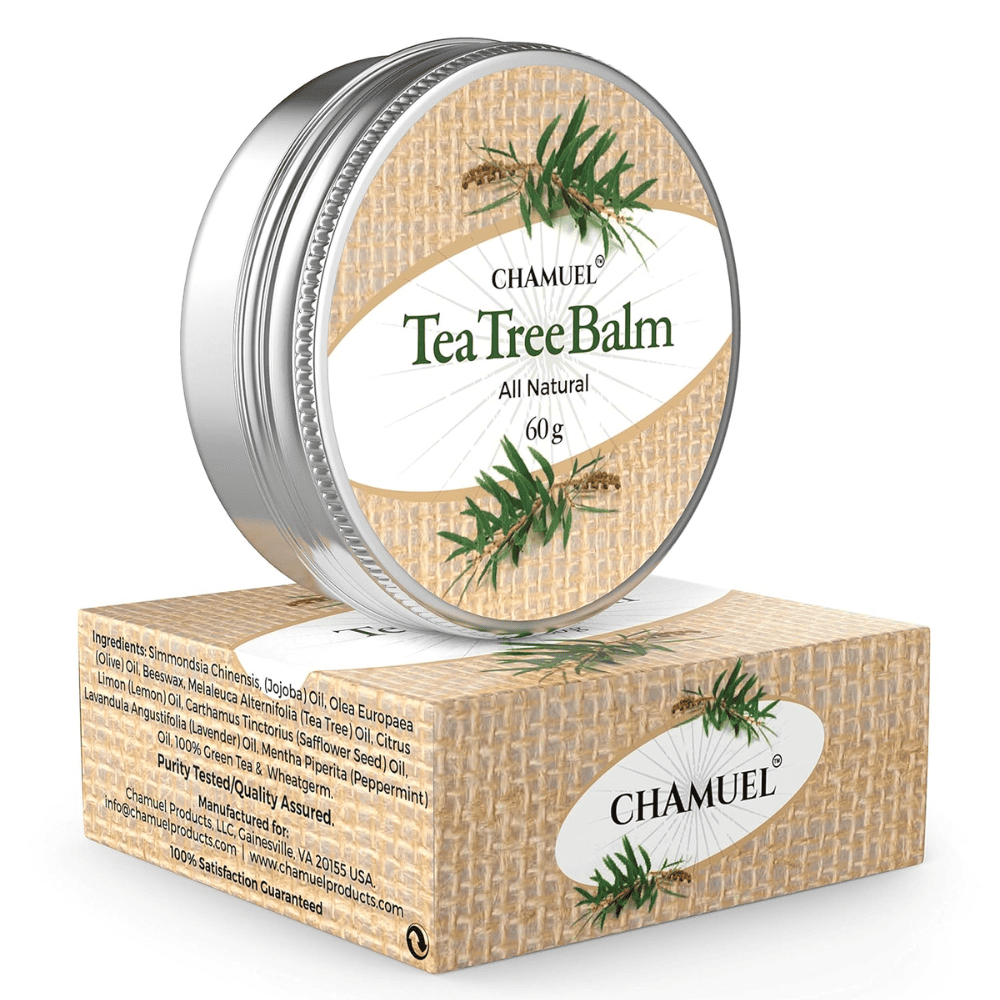 CHAMUEL™
Tea Tree Balm
All Natural
60 g
Ingredients: Simmondsia Chinensis, (Jojoba) Oil, Olea Europaea
(Olive) Oil, Beeswax, Melaleuca Alternifolia (Tea Tree) Oil, Citrus
Limon (Lemon) Oil, Carthamus Tinctorius (Safflower Seed) Oil,
Lavandula Angustifolia (Lavender) Oil, Mentha Piperita (Peppermint)
Oil, 100% Green Tea & Wheatgerm.
Purity Tested/Quality Assured.
Manufactured for:
Chamuel Products, LLC, Gainesville, VA 20155 USA.
info@chamuelproducts.com | www.chamuelproducts.com
100% Satisfaction Guaranteed
CHAMUEL™